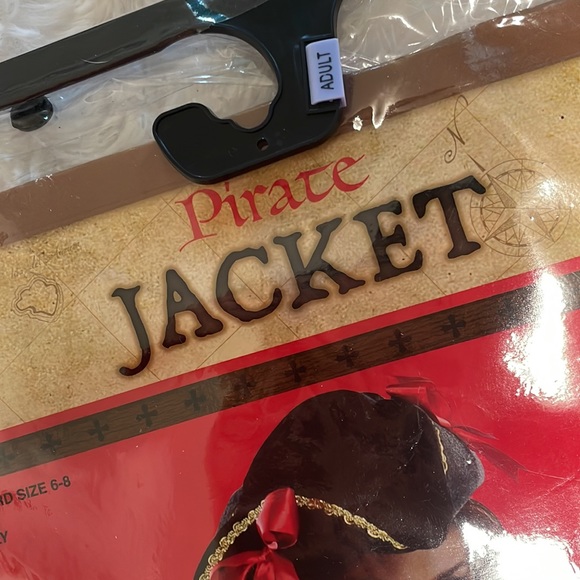 ADULT
Pirate
JACKET
N
SIZE 6-8